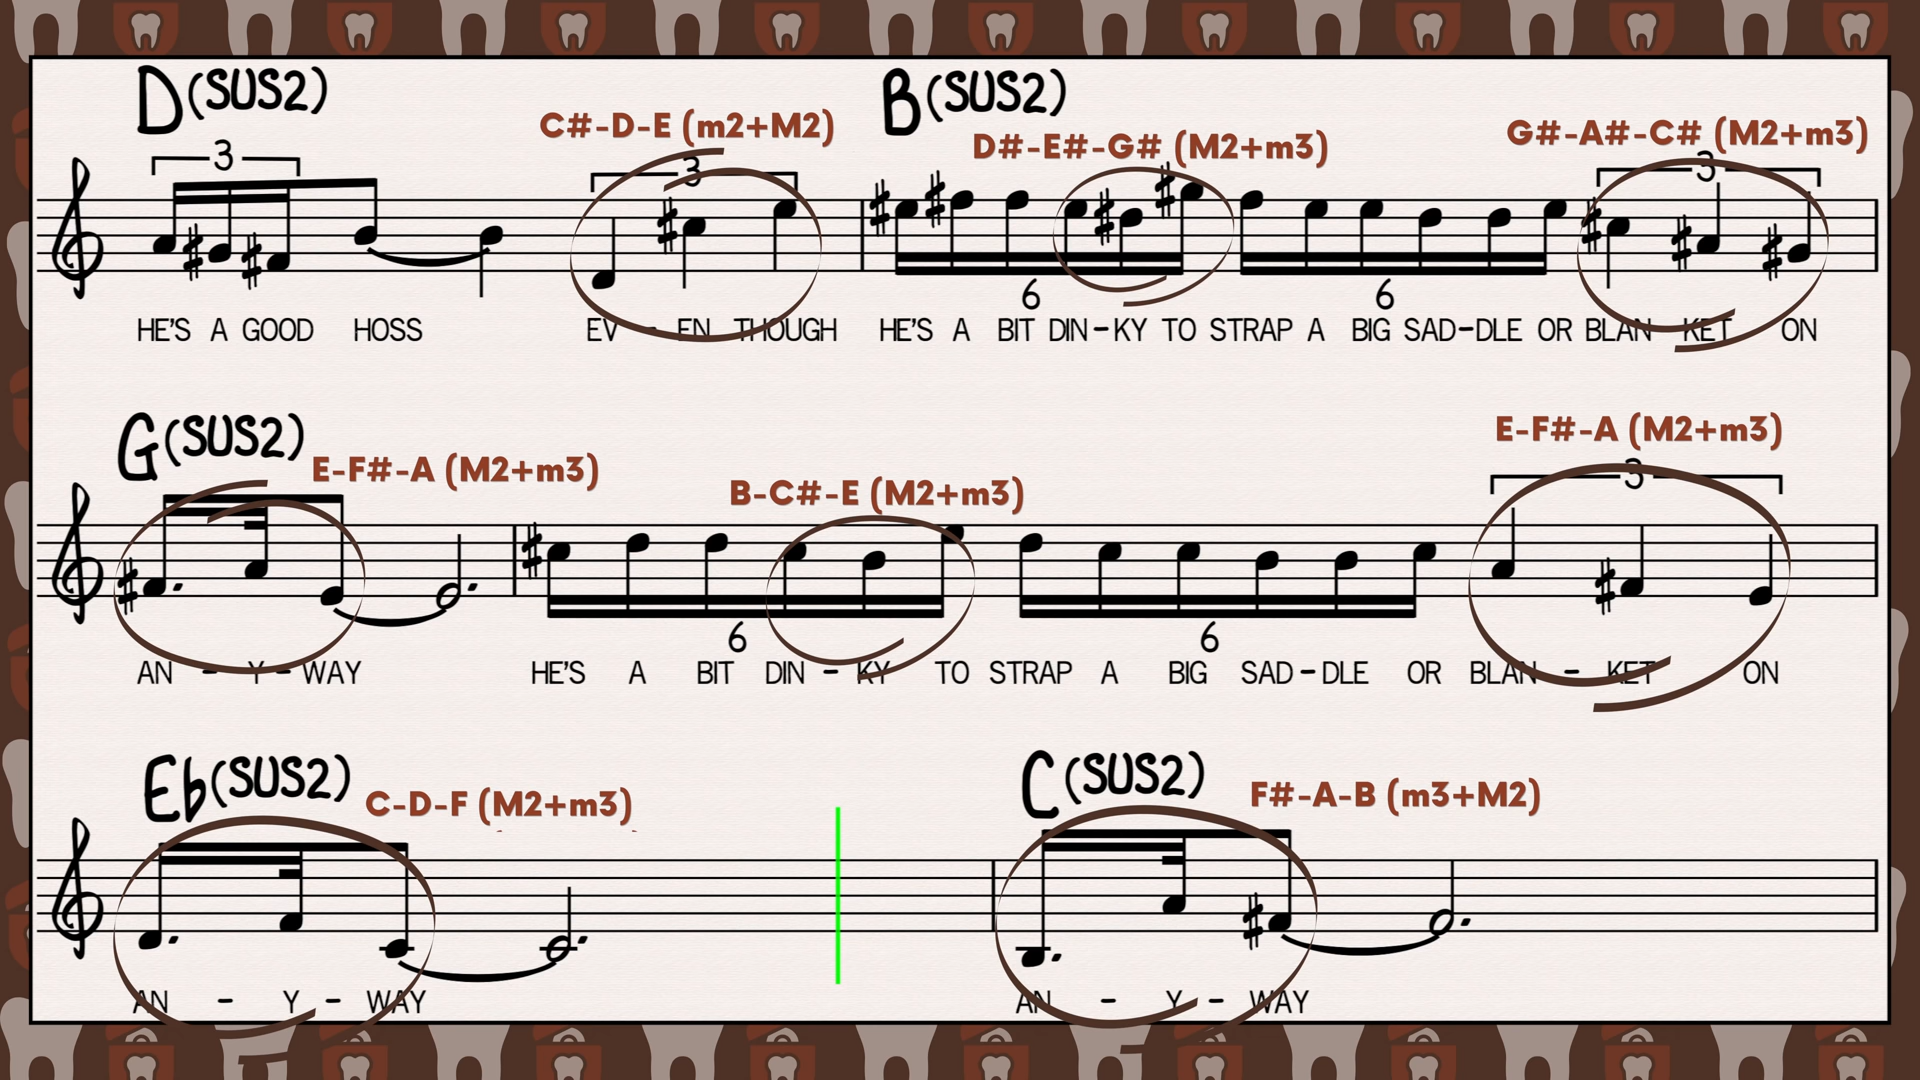 D(SUS2) B(SUS2)
C#-D-E (m2+M2) D#-E#-G# (M2+m3) G#-A#-C# (M2+m3)
3 3 3
6 6
HE'S A GOOD HOSS EV - EN THOUGH HE'S A BIT DIN-KY TO STRAP A BIG SAD-DLE OR BLAN KET ON
G(SUS2)
E-F#-A (M2+m3) B-C#-E (M2+m3) E-F#-A (M2+m3)
3
6 6
AN - Y - WAY HE'S A BIT DIN - KY TO STRAP A BIG SAD-DLE OR BLAN - KET ON
Eb(SUS2) C(SUS2)
C-D-F (M2+m3) F#-A-B (m3+M2)
AN - Y - WAY AN - Y - WAY